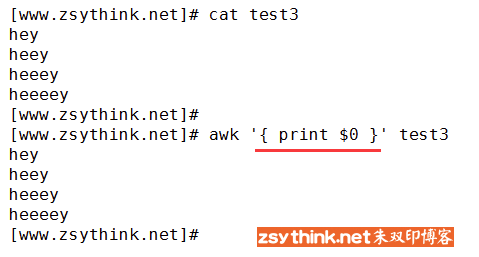 [www.zsythink.net]# cat test3
hey
heey
heeey
heeeey
[www.zsythink.net]#
[www.zsythink.net]# awk '{ print $0 }' test3
hey
heey
heeey
heeeey
[www.zsythink.net]#
zsythink.net朱双印博客